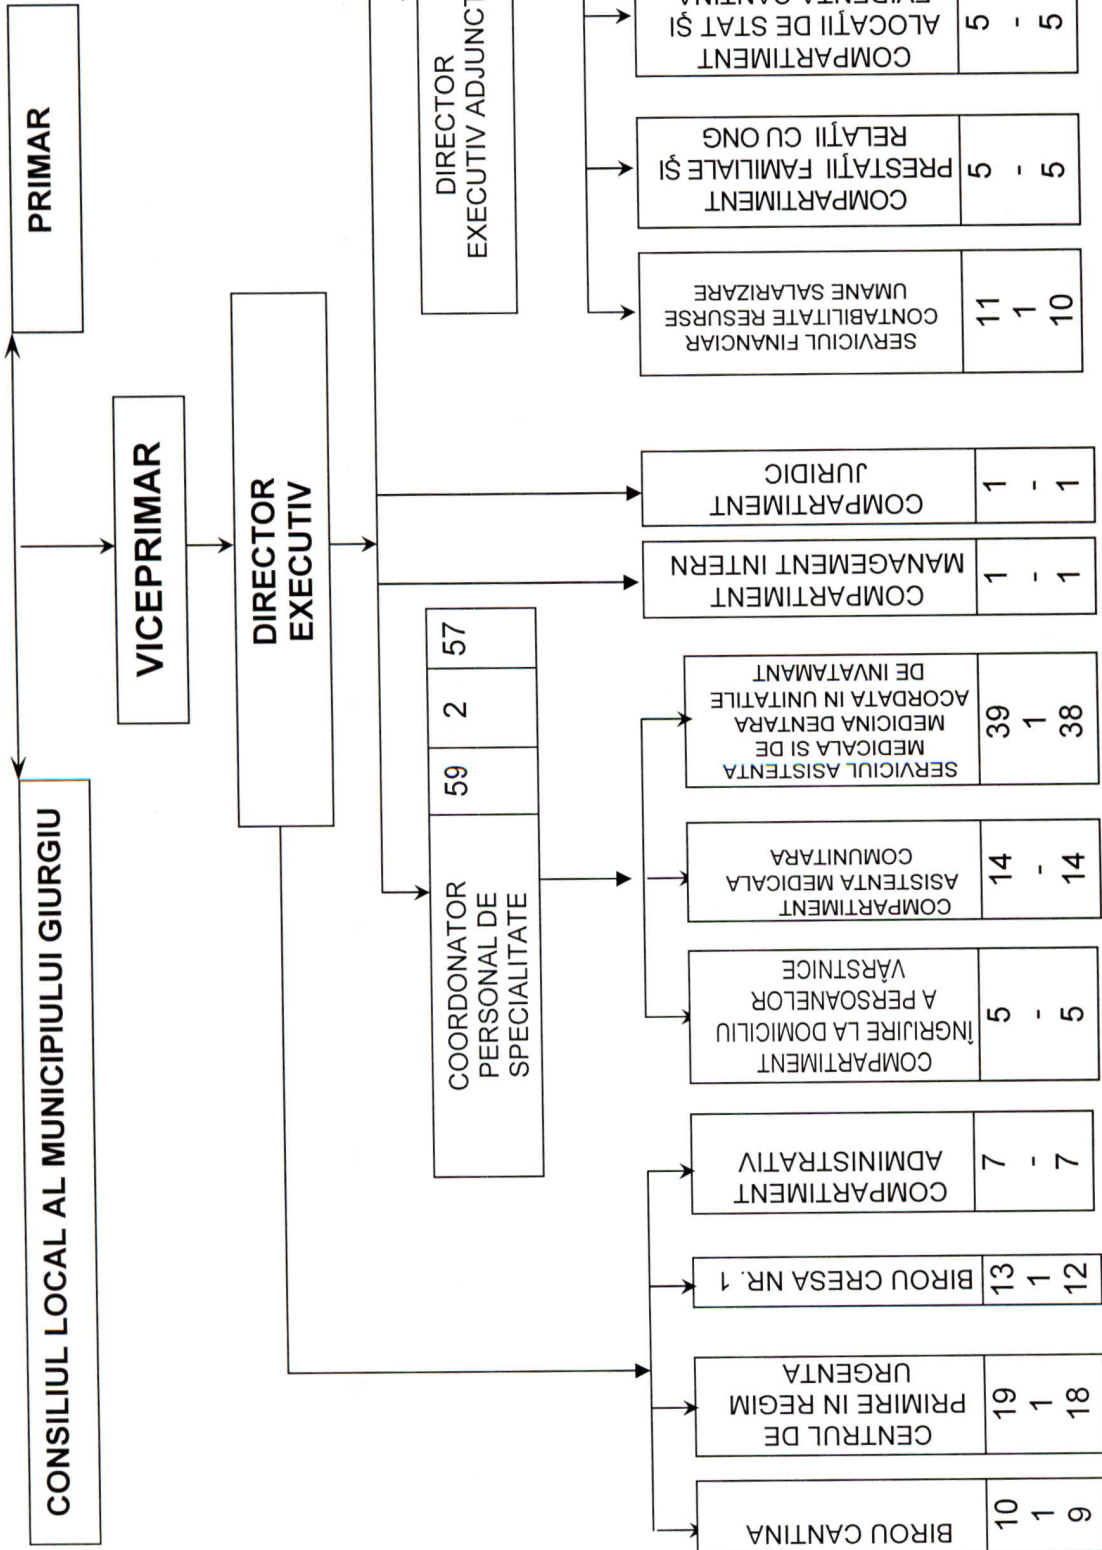 CONSILIUL LOCAL AL MUNICIPIULUI GIURGIU
PRIMAR
VICEPRIMAR
DIRECTOR
EXECUTIV
COORDONATOR
PERSONAL DE
SPECIALITATE
59
2
57
DIRECTOR
EXECUTIV ADJUNCT
BIROU CANTINA
10
1
9
CENTRUL DE
PRIMIRE IN REGIM
URGENTA
19
1
18
BIROU CRESA NR. 1
13
1
12
COMPARTIMENT
ADMINISTRATIV
7
-
7
COMPARTIMENT
ÎNGRIJIRE LA DOMICILIU
A PERSOANELOR
VÂRSTNICE
5
-
5
COMPARTIMENT
ASISTENTA MEDICALA
COMUNITARA
14
-
14
SERVICIUL ASISTENTA
MEDICALA SI DE
MEDICINA DENTARA
ACORDATA IN UNITATILE
DE INVATAMANT
39
1
38
COMPARTIMENT
MANAGEMENT INTERN
1
-
1
COMPARTIMENT
JURIDIC
1
-
1
SERVICIUL FINANCIAR
CONTABILITATE RESURSE
UMANE SALARIZARE
11
1
10
COMPARTIMENT
PRESTAȚII FAMILIALE ȘI
RELAȚII CU ONG
5
-
5
COMPARTIMENT
ALOCAȚII DE STAT ȘI
CANTINA
5
-
5